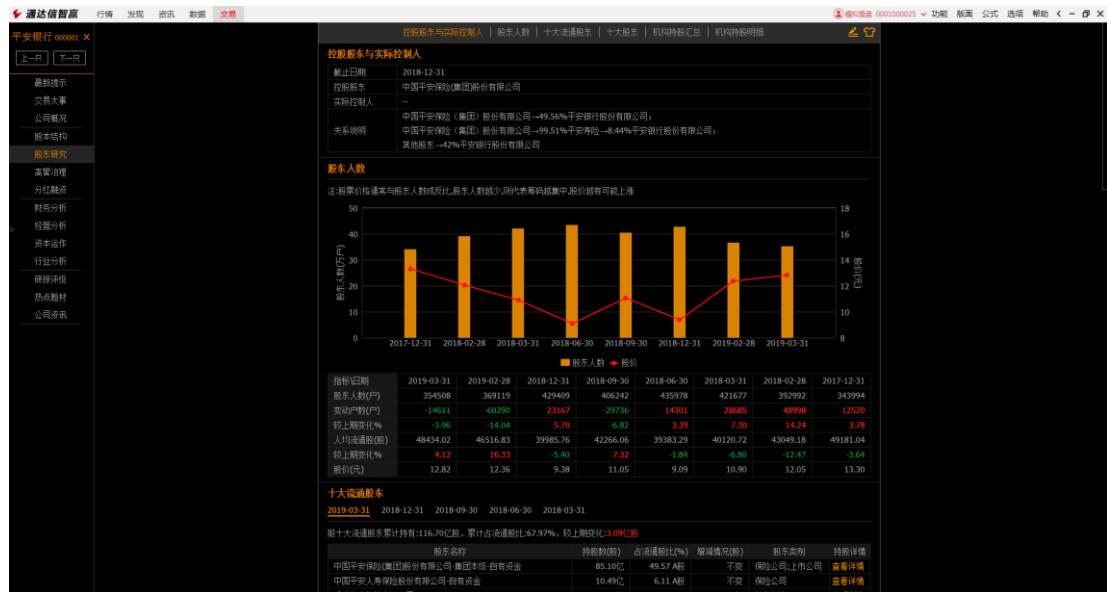 通达信智赢 行情 发现 资讯 数据 交易 模拟操盘 0001000025 功能 版面 公式 选项 帮助
平安银行 000001 ×
上一只 下一只
最新提示
交易大事
公司概况
股本结构
股东研究
高管治理
分红融资
财务分析
经营分析
资本运作
行业分析
研报评级
热点题材
公司资讯
控股股东与实际控制人 | 股东人数 | 十大流通股东 | 十大股东 | 机构持股汇总 | 机构持股明细
控股股东与实际控制人
截止日期 2018-12-31
控股股东 中国平安保险(集团)股份有限公司
实际控制人 --
关系说明 中国平安保险（集团）股份有限公司→49.56%平安银行股份有限公司；
中国平安保险（集团）股份有限公司→99.51%平安寿险→8.44%平安银行股份有限公司；
其他股东→42%平安银行股份有限公司
股东人数
注:股票价格通常与股东人数成反比,股东人数越少,则代表筹码越集中,股价越有可能上涨
50 18
40 16
30 14
20 12
10 10
0 8
股东人数(万户)
股价(元)
2017-12-31 2018-02-28 2018-03-31 2018-06-30 2018-09-30 2018-12-31 2019-02-28 2019-03-31
股东人数 股价
指标\日期 2019-03-31 2019-02-28 2018-12-31 2018-09-30 2018-06-30 2018-03-31 2018-02-28 2017-12-31
股东人数(户) 354508 369119 429409 406242 435978 421677 392992 343994
变动户数(户) -14611 -60290 23167 -29736 14301 28685 48998 12520
较上期变化% -3.96 -14.04 5.70 -6.82 3.39 7.30 14.24 3.78
人均流通股(股) 48434.02 46516.83 39985.76 42266.06 39383.29 40120.72 43049.18 49181.04
较上期变化% 4.12 16.33 -5.40 7.32 -1.84 -6.80 -12.47 -3.64
股价(元) 12.82 12.36 9.38 11.05 9.09 10.90 12.05 13.30
十大流通股东
2019-03-31 2018-12-31 2018-09-30 2018-06-30 2018-03-31
前十大流通股东累计持有:116.70亿股，累计占流通股比:67.97%，较上期变化:3.09亿股
股东名称 持股数(股) 占流通股比(%) 增减情况(股) 股东类别 持股详情
中国平安保险(集团)股份有限公司-集团本级-自有资金 85.10亿 49.57 A股 不变 保险公司;上市公司 查看详情
中国平安人寿保险股份有限公司-自有资金 10.49亿 6.11 A股 不变 保险公司 查看详情